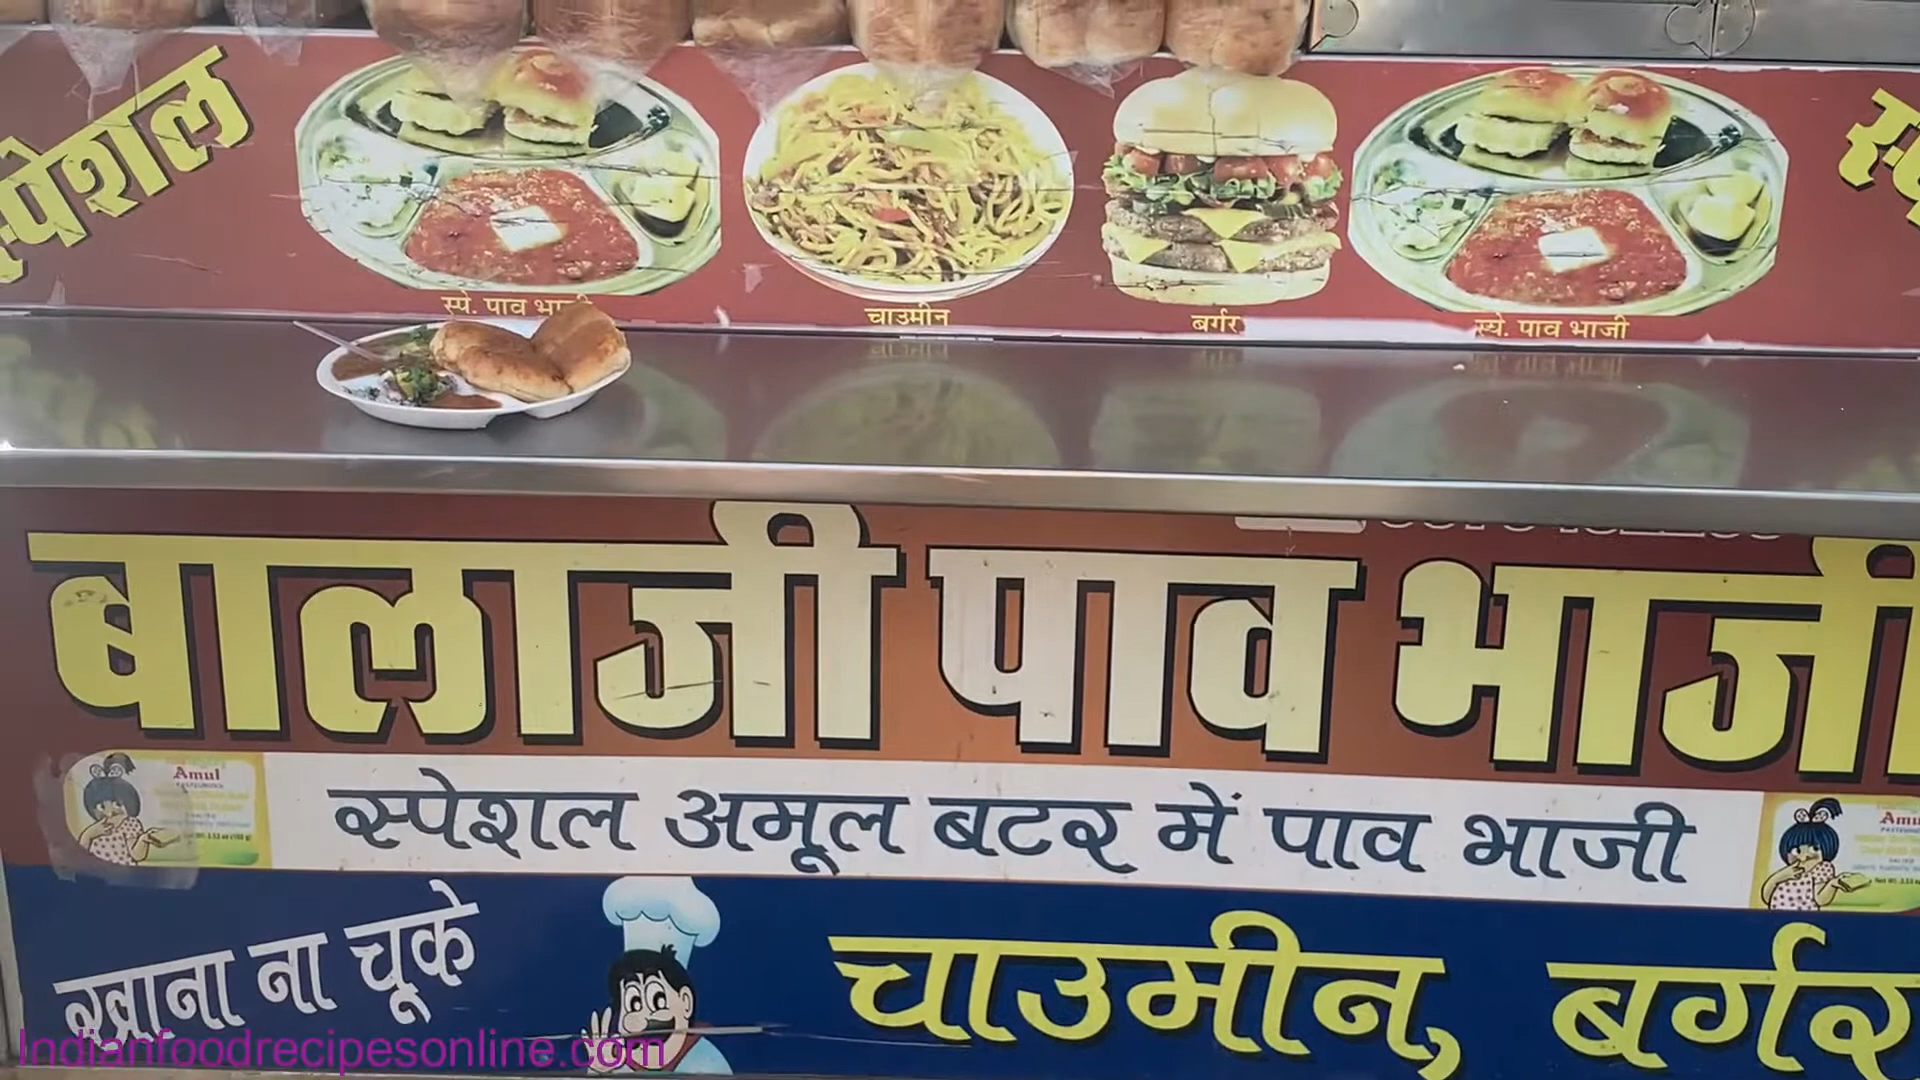 स्पेशल
स्पे. पाव भाजी
चाउमीन
बर्गर
स्पे. पाव भाजी
बालाजी पाव भाजी
Amul
स्पेशल अमूल बटर में पाव भाजी
खाना ना चूके
चाउमीन, बर्गर
Indianfoodrecipesonline.com